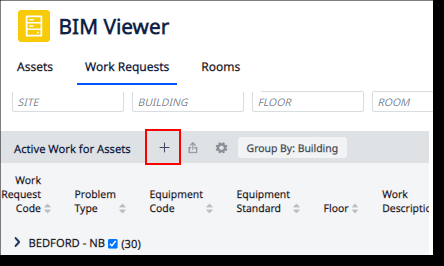 BIM Viewer
Assets Work Requests Rooms
SITE BUILDING FLOOR ROOM
Active Work for Assets + Group By: Building
Work Request Code Problem Type Equipment Code Equipment Standard Floor Work Descriptio
> BEDFORD - NB (30)